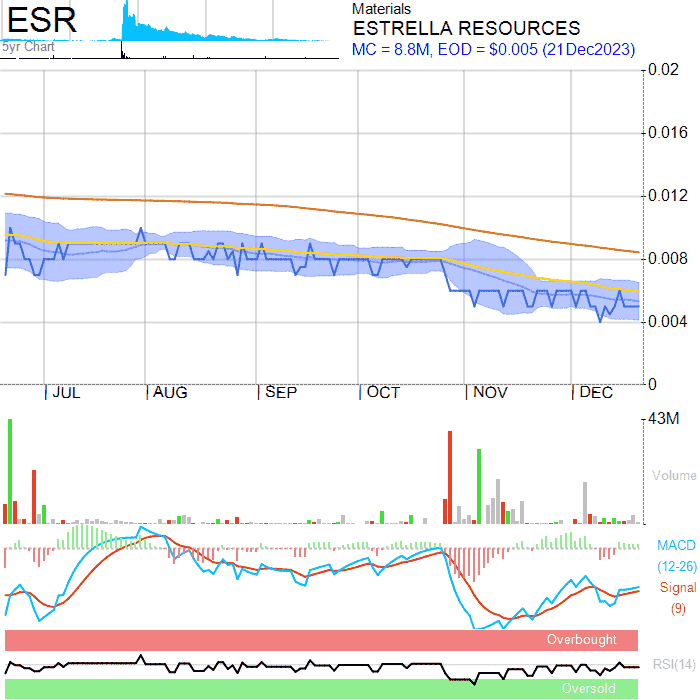 ESR
5yr Chart
Materials
ESTRELLA RESOURCES
MC = 8.8M, EOD = $0.005 (21Dec2023)
0.02
0.016
0.012
0.008
0.004
0
JUL AUG SEP OCT NOV DEC
43M
Volume
MACD
(12-26)
Signal
(9)
Overbought
RSI(14)
Oversold